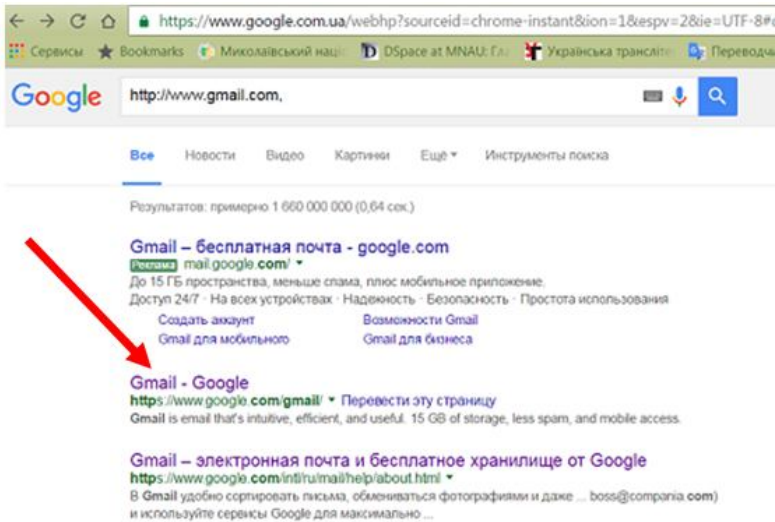 https://www.google.com.ua/webhp?sourceid=chrome-instant&ion=1&espv=2&ie=UTF-8#
Сервисы Bookmarks Миколаївський наці DSpace at MNAU: Гла Українська транслітер Переводчи
Google http://www.gmail.com,
Все Новости Видео Картинки Ещё Инструменты поиска
Результатов: примерно 1 660 000 000 (0,64 сек.)
Gmail – бесплатная почта - google.com
Реклама mail.google.com/
До 15 ГБ пространства, меньше спама, плюс мобильное приложение.
Доступ 24/7 · На всех устройствах · Надежность · Безопасность · Простота использования
Создать аккаунт Возможности Gmail
Gmail для мобильного Gmail для бизнеса
Gmail - Google
https://www.google.com/gmail/ Перевести эту страницу
Gmail is email that's intuitive, efficient, and useful. 15 GB of storage, less spam, and mobile access.
Gmail – электронная почта и бесплатное хранилище от Google
https://www.google.com/intl/ru/mail/help/about.html
В Gmail удобно сортировать письма, обмениваться фотографиями и даже ... boss@compania.com)
и используйте сервисы Google для максимально ...